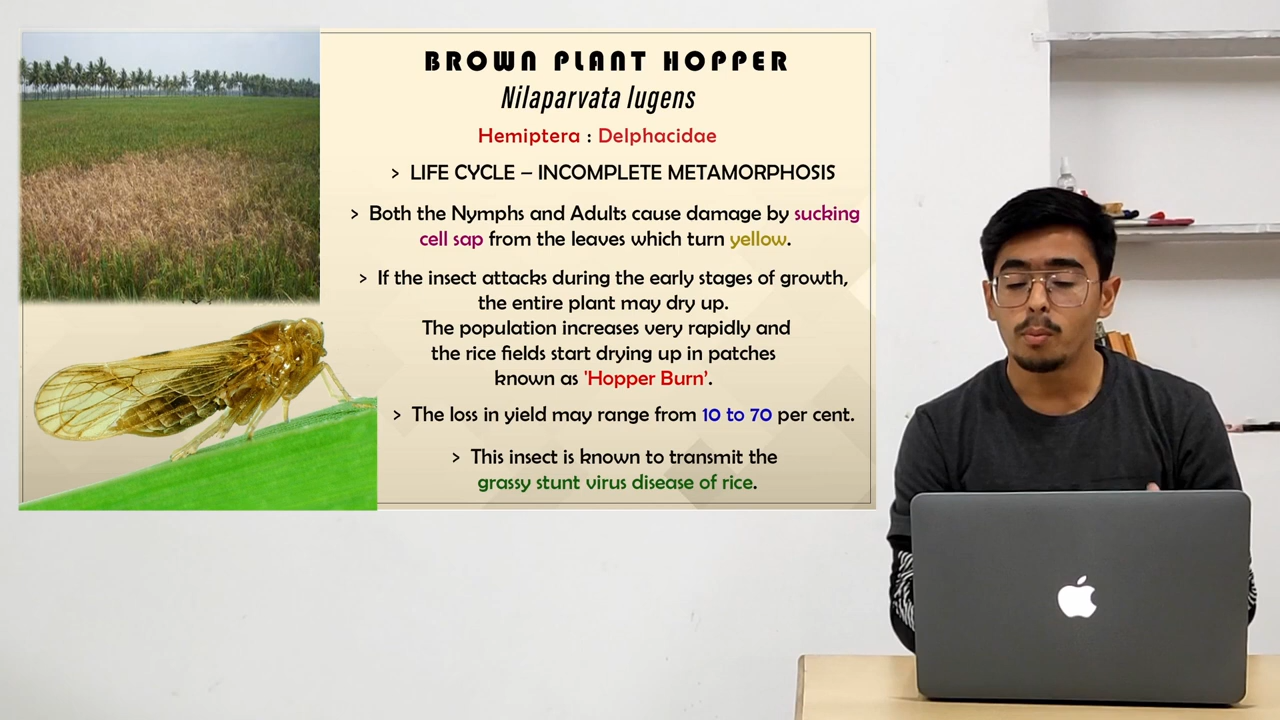 BROWN PLANT HOPPER
Nilaparvata lugens
Hemiptera : Delphacidae
> LIFE CYCLE – INCOMPLETE METAMORPHOSIS
> Both the Nymphs and Adults cause damage by sucking
cell sap from the leaves which turn yellow.
> If the insect attacks during the early stages of growth,
the entire plant may dry up.
The population increases very rapidly and
the rice fields start drying up in patches
known as 'Hopper Burn'.
> The loss in yield may range from 10 to 70 per cent.
> This insect is known to transmit the
grassy stunt virus disease of rice.